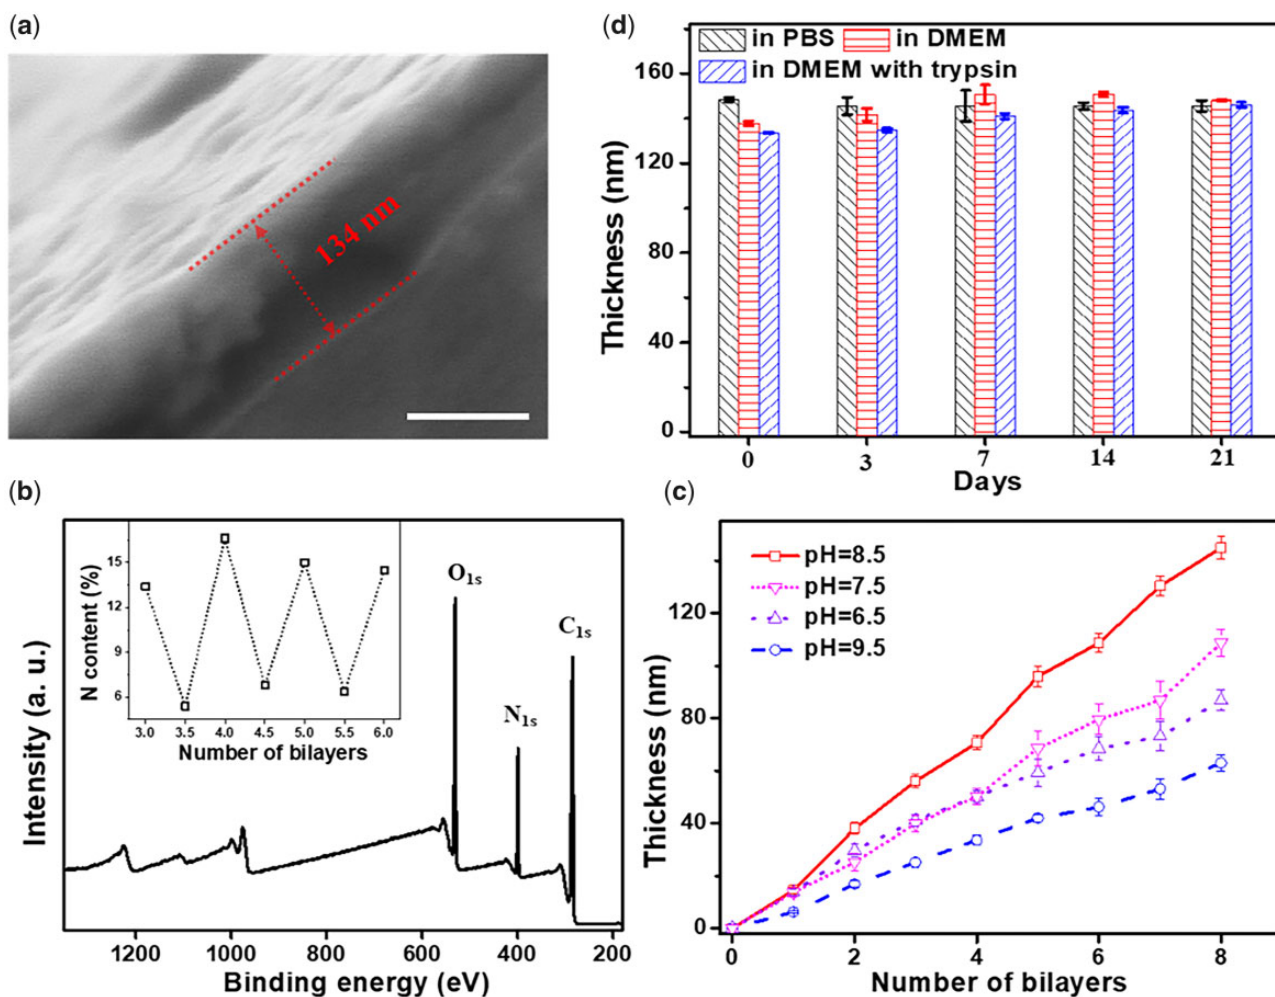 (a)
134 nm
(d)
in PBS in DMEM
in DMEM with trypsin
Thickness (nm)
160
120
80
40
0
0 3 7 14 21
Days
(b)
Intensity (a. u.)
N content (%)
15
12
9
6
3.0 3.5 4.0 4.5 5.0 5.5 6.0
Number of bilayers
O1s
N1s
C1s
1200 1000 800 600 400 200
Binding energy (eV)
(c)
Thickness (nm)
120
80
40
0
pH=8.5
pH=7.5
pH=6.5
pH=9.5
0 2 4 6 8
Number of bilayers